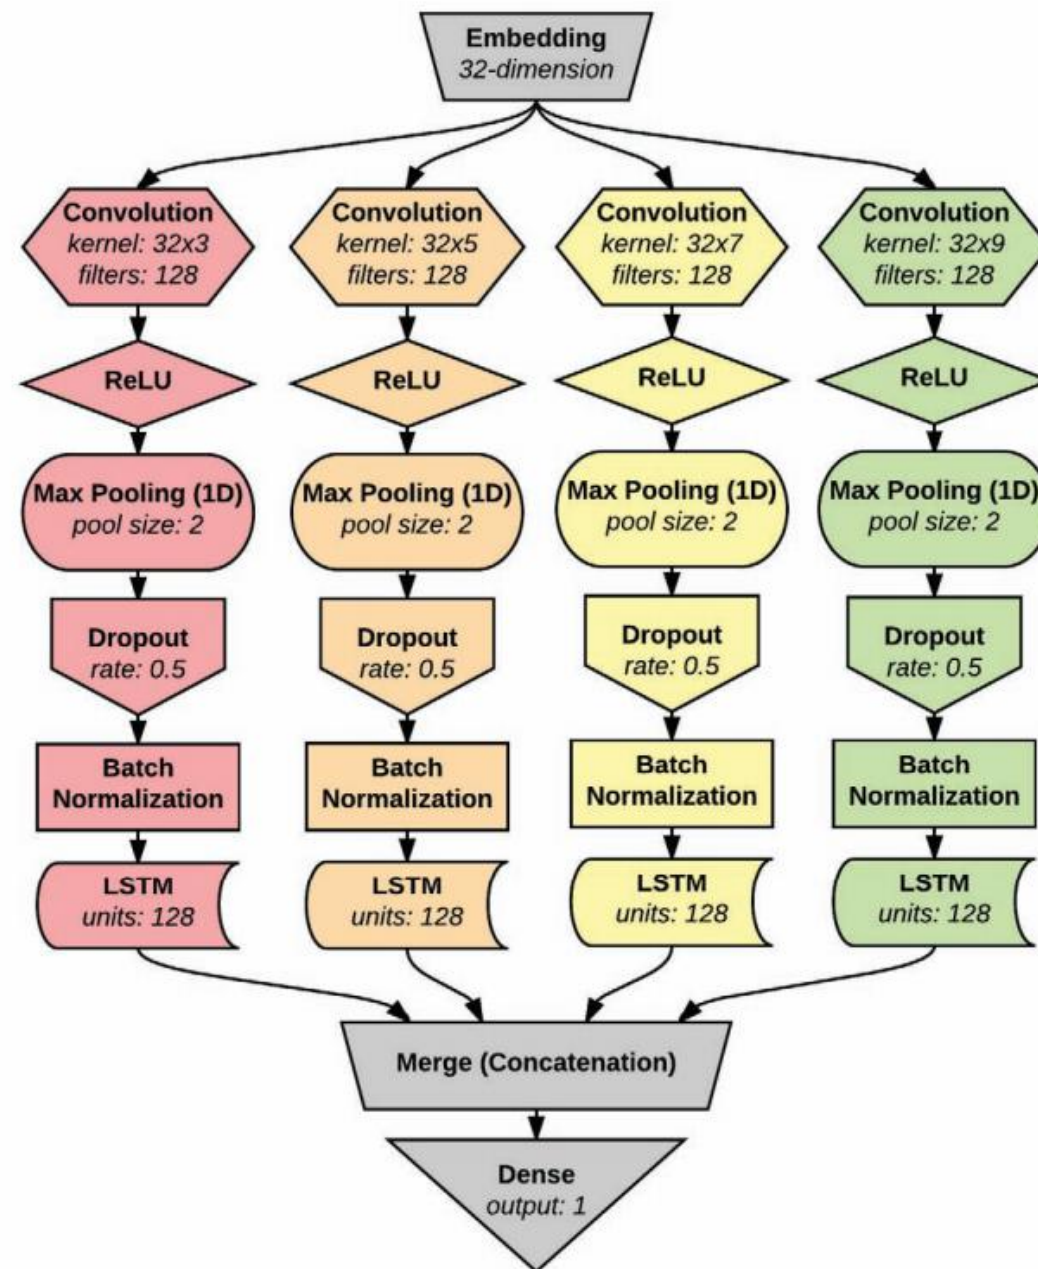 Embedding
32-dimension
Convolution
kernel: 32x3
filters: 128
Convolution
kernel: 32x5
filters: 128
Convolution
kernel: 32x7
filters: 128
Convolution
kernel: 32x9
filters: 128
ReLU
ReLU
ReLU
ReLU
Max Pooling (1D)
pool size: 2
Max Pooling (1D)
pool size: 2
Max Pooling (1D)
pool size: 2
Max Pooling (1D)
pool size: 2
Dropout
rate: 0.5
Dropout
rate: 0.5
Dropout
rate: 0.5
Dropout
rate: 0.5
Batch
Normalization
Batch
Normalization
Batch
Normalization
Batch
Normalization
LSTM
units: 128
LSTM
units: 128
LSTM
units: 128
LSTM
units: 128
Merge (Concatenation)
Dense
output: 1